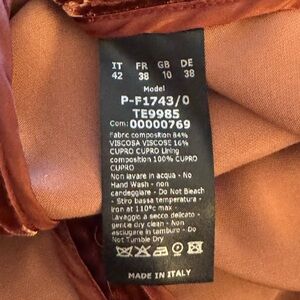 IT FR GB DE
42 38 10 38
Model
P-F1743/0
TE9985
Com: 00000769
Fabric composition 84%
VISCOSA VISCOSE 16%
CUPRO CUPRO Lining
composition 100% CUPRO
CUPRO
Non lavare in acqua - No
Hand Wash - non
candeggiare - Do Not Bleach
- Stiro bassa temperatura -
Iron at 110°c max -
Lavaggio a secco delicato -
gentle dry clean - Non
asciugare in tamburo - Do
Not Tumble Dry
MADE IN ITALY